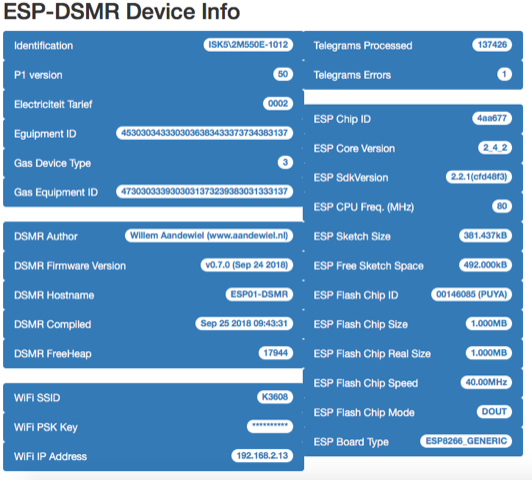 ESP-DSMR Device Info
Identification ISK5\2M550E-1012
P1 version 50
Electriciteit Tarief 0002
Eguipment ID 4530303433303036383433373734383137
Gas Device Type 3
Gas Equipment ID 4730303339303031373239383031333137
DSMR Author Willem Aandewiel (www.aandewiel.nl)
DSMR Firmware Version v0.7.0 (Sep 24 2018)
DSMR Hostname ESP01-DSMR
DSMR Compiled Sep 25 2018 09:43:31
DSMR FreeHeap 17944
WiFi SSID K3608
WiFi PSK Key **********
WiFi IP Address 192.168.2.13
Telegrams Processed 137426
Telegrams Errors 1
ESP Chip ID 4aa677
ESP Core Version 2_4_2
ESP SdkVersion 2.2.1(cfd48f3)
ESP CPU Freq. (MHz) 80
ESP Sketch Size 381.437kB
ESP Free Sketch Space 492.000kB
ESP Flash Chip ID 00146085 (PUYA)
ESP Flash Chip Size 1.000MB
ESP Flash Chip Real Size 1.000MB
ESP Flash Chip Speed 40.00MHz
ESP Flash Chip Mode DOUT
ESP Board Type ESP8266_GENERIC